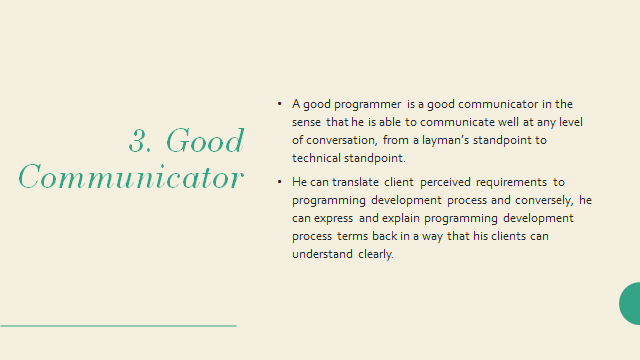 3. Good
Communicator
• A good programmer is a good communicator in the
sense that he is able to communicate well at any level
of conversation, from a layman's standpoint to
technical standpoint.
• He can translate client perceived requirements to
programming development process and conversely, he
can express and explain programming development
process terms back in a way that his clients can
understand clearly.